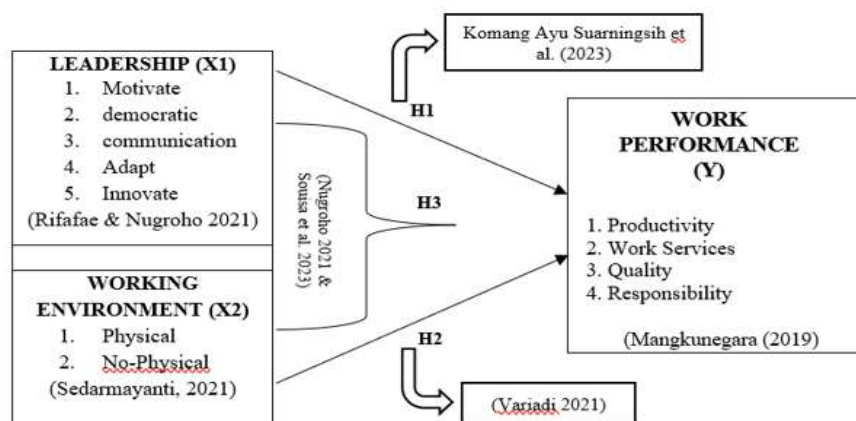 LEADERSHIP (X1)
1. Motivate
2. democratic
3. communication
4. Adapt
5. Innovate
(Rifafae & Nugroho 2021)
WORKING
ENVIRONMENT (X2)
1. Physical
2. No-Physical
(Sedarmayanti, 2021)
(Nugroho 2021 &
Souisa et al. 2023)
H1
Komang Ayu Suarningsih et
al. (2023)
H3
H2
(Variadi 2021)
WORK
PERFORMANCE
(Y)
1. Productivity
2. Work Services
3. Quality
4. Responsibility
(Mangkunegara (2019)